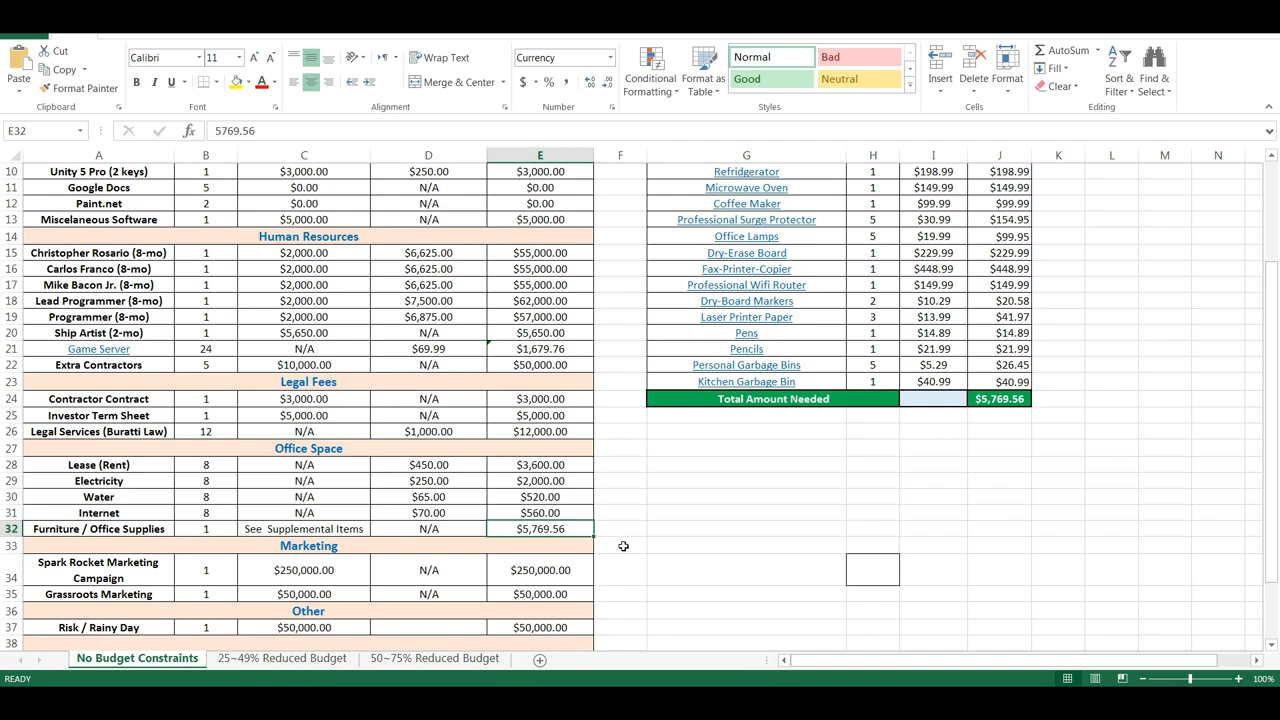 Cut
Copy
Format Painter
Paste
Clipboard
Calibri 11
B I U
Font
Wrap Text
Merge & Center
Alignment
Currency
$ % ,
Number
Conditional Formatting
Format as Table
Normal Bad
Good Neutral
Styles
Insert Delete Format
Cells
AutoSum
Fill
Clear
Sort & Filter
Find & Select
Editing
E32 fx 5769.56
A B C D E F G H I J K L M N
10 Unity 5 Pro (2 keys) 1 $3,000.00 $250.00 $3,000.00 Refridgerator 1 $198.99 $198.99
11 Google Docs 5 $0.00 N/A $0.00 Microwave Oven 1 $149.99 $149.99
12 Paint.net 2 $0.00 N/A $0.00 Coffee Maker 1 $99.99 $99.99
13 Miscelaneous Software 1 $5,000.00 N/A $5,000.00 Professional Surge Protector 5 $30.99 $154.95
14 Human Resources Office Lamps 5 $19.99 $99.95
15 Christopher Rosario (8-mo) 1 $2,000.00 $6,625.00 $55,000.00 Dry-Erase Board 1 $229.99 $229.99
16 Carlos Franco (8-mo) 1 $2,000.00 $6,625.00 $55,000.00 Fax-Printer-Copier 1 $448.99 $448.99
17 Mike Bacon Jr. (8-mo) 1 $2,000.00 $6,625.00 $55,000.00 Professional Wifi Router 1 $149.99 $149.99
18 Lead Programmer (8-mo) 1 $2,000.00 $7,500.00 $62,000.00 Dry-Board Markers 2 $10.29 $20.58
19 Programmer (8-mo) 1 $2,000.00 $6,875.00 $57,000.00 Laser Printer Paper 3 $13.99 $41.97
20 Ship Artist (2-mo) 1 $5,650.00 N/A $5,650.00 Pens 1 $14.89 $14.89
21 Game Server 24 N/A $69.99 $1,679.76 Pencils 1 $21.99 $21.99
22 Extra Contractors 5 $10,000.00 N/A $50,000.00 Personal Garbage Bins 5 $5.29 $26.45
23 Legal Fees Kitchen Garbage Bin 1 $40.99 $40.99
24 Contractor Contract 1 $3,000.00 N/A $3,000.00 Total Amount Needed $5,769.56
25 Investor Term Sheet 1 $5,000.00 N/A $5,000.00
26 Legal Services (Buratti Law) 12 N/A $1,000.00 $12,000.00
27 Office Space
28 Lease (Rent) 8 N/A $450.00 $3,600.00
29 Electricity 8 N/A $250.00 $2,000.00
30 Water 8 N/A $65.00 $520.00
31 Internet 8 N/A $70.00 $560.00
32 Furniture / Office Supplies 1 See Supplemental Items N/A $5,769.56
33 Marketing
34 Spark Rocket Marketing Campaign 1 $250,000.00 N/A $250,000.00
35 Grassroots Marketing 1 $50,000.00 N/A $50,000.00
36 Other
37 Risk / Rainy Day 1 $50,000.00 $50,000.00
38
No Budget Constraints 25~49% Reduced Budget 50~75% Reduced Budget
READY 100%